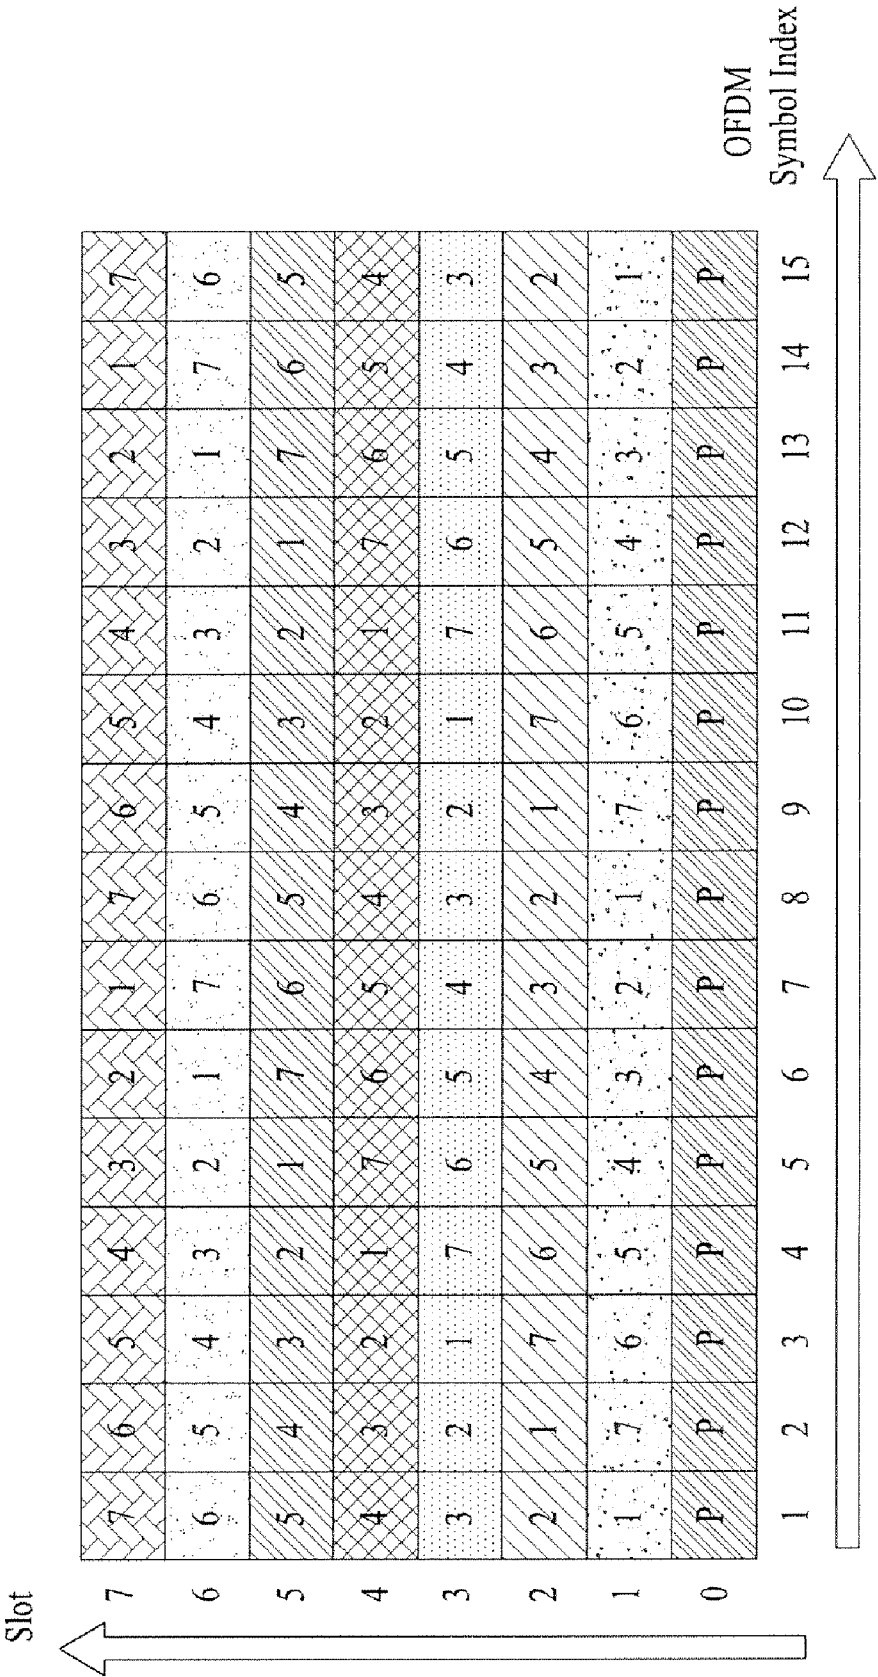 Slot
7 7 6 5 4 3 2 1 7 6 5 4 3 2 1 7
6 6 5 4 3 2 1 7 6 5 4 3 2 1 7 6
5 5 4 3 2 1 7 6 5 4 3 2 1 7 6 5
4 4 3 2 1 7 6 5 4 3 2 1 7 6 5 4
3 3 2 1 7 6 5 4 3 2 1 7 6 5 4 3
2 2 1 7 6 5 4 3 2 1 7 6 5 4 3 2
1 1 7 6 5 4 3 2 1 7 6 5 4 3 2 1
0 P P P P P P P P P P P P P P P
1 2 3 4 5 6 7 8 9 10 11 12 13 14 15
OFDM
Symbol Index